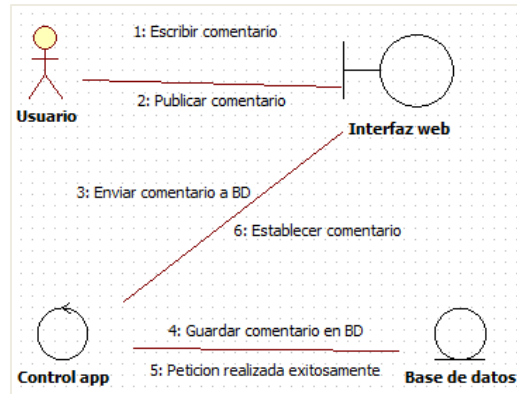 1: Escribir comentario
2: Publicar comentario
Usuario
Interfaz web
3: Enviar comentario a BD
6: Establecer comentario
4: Guardar comentario en BD
5: Peticion realizada exitosamente
Control app
Base de datos